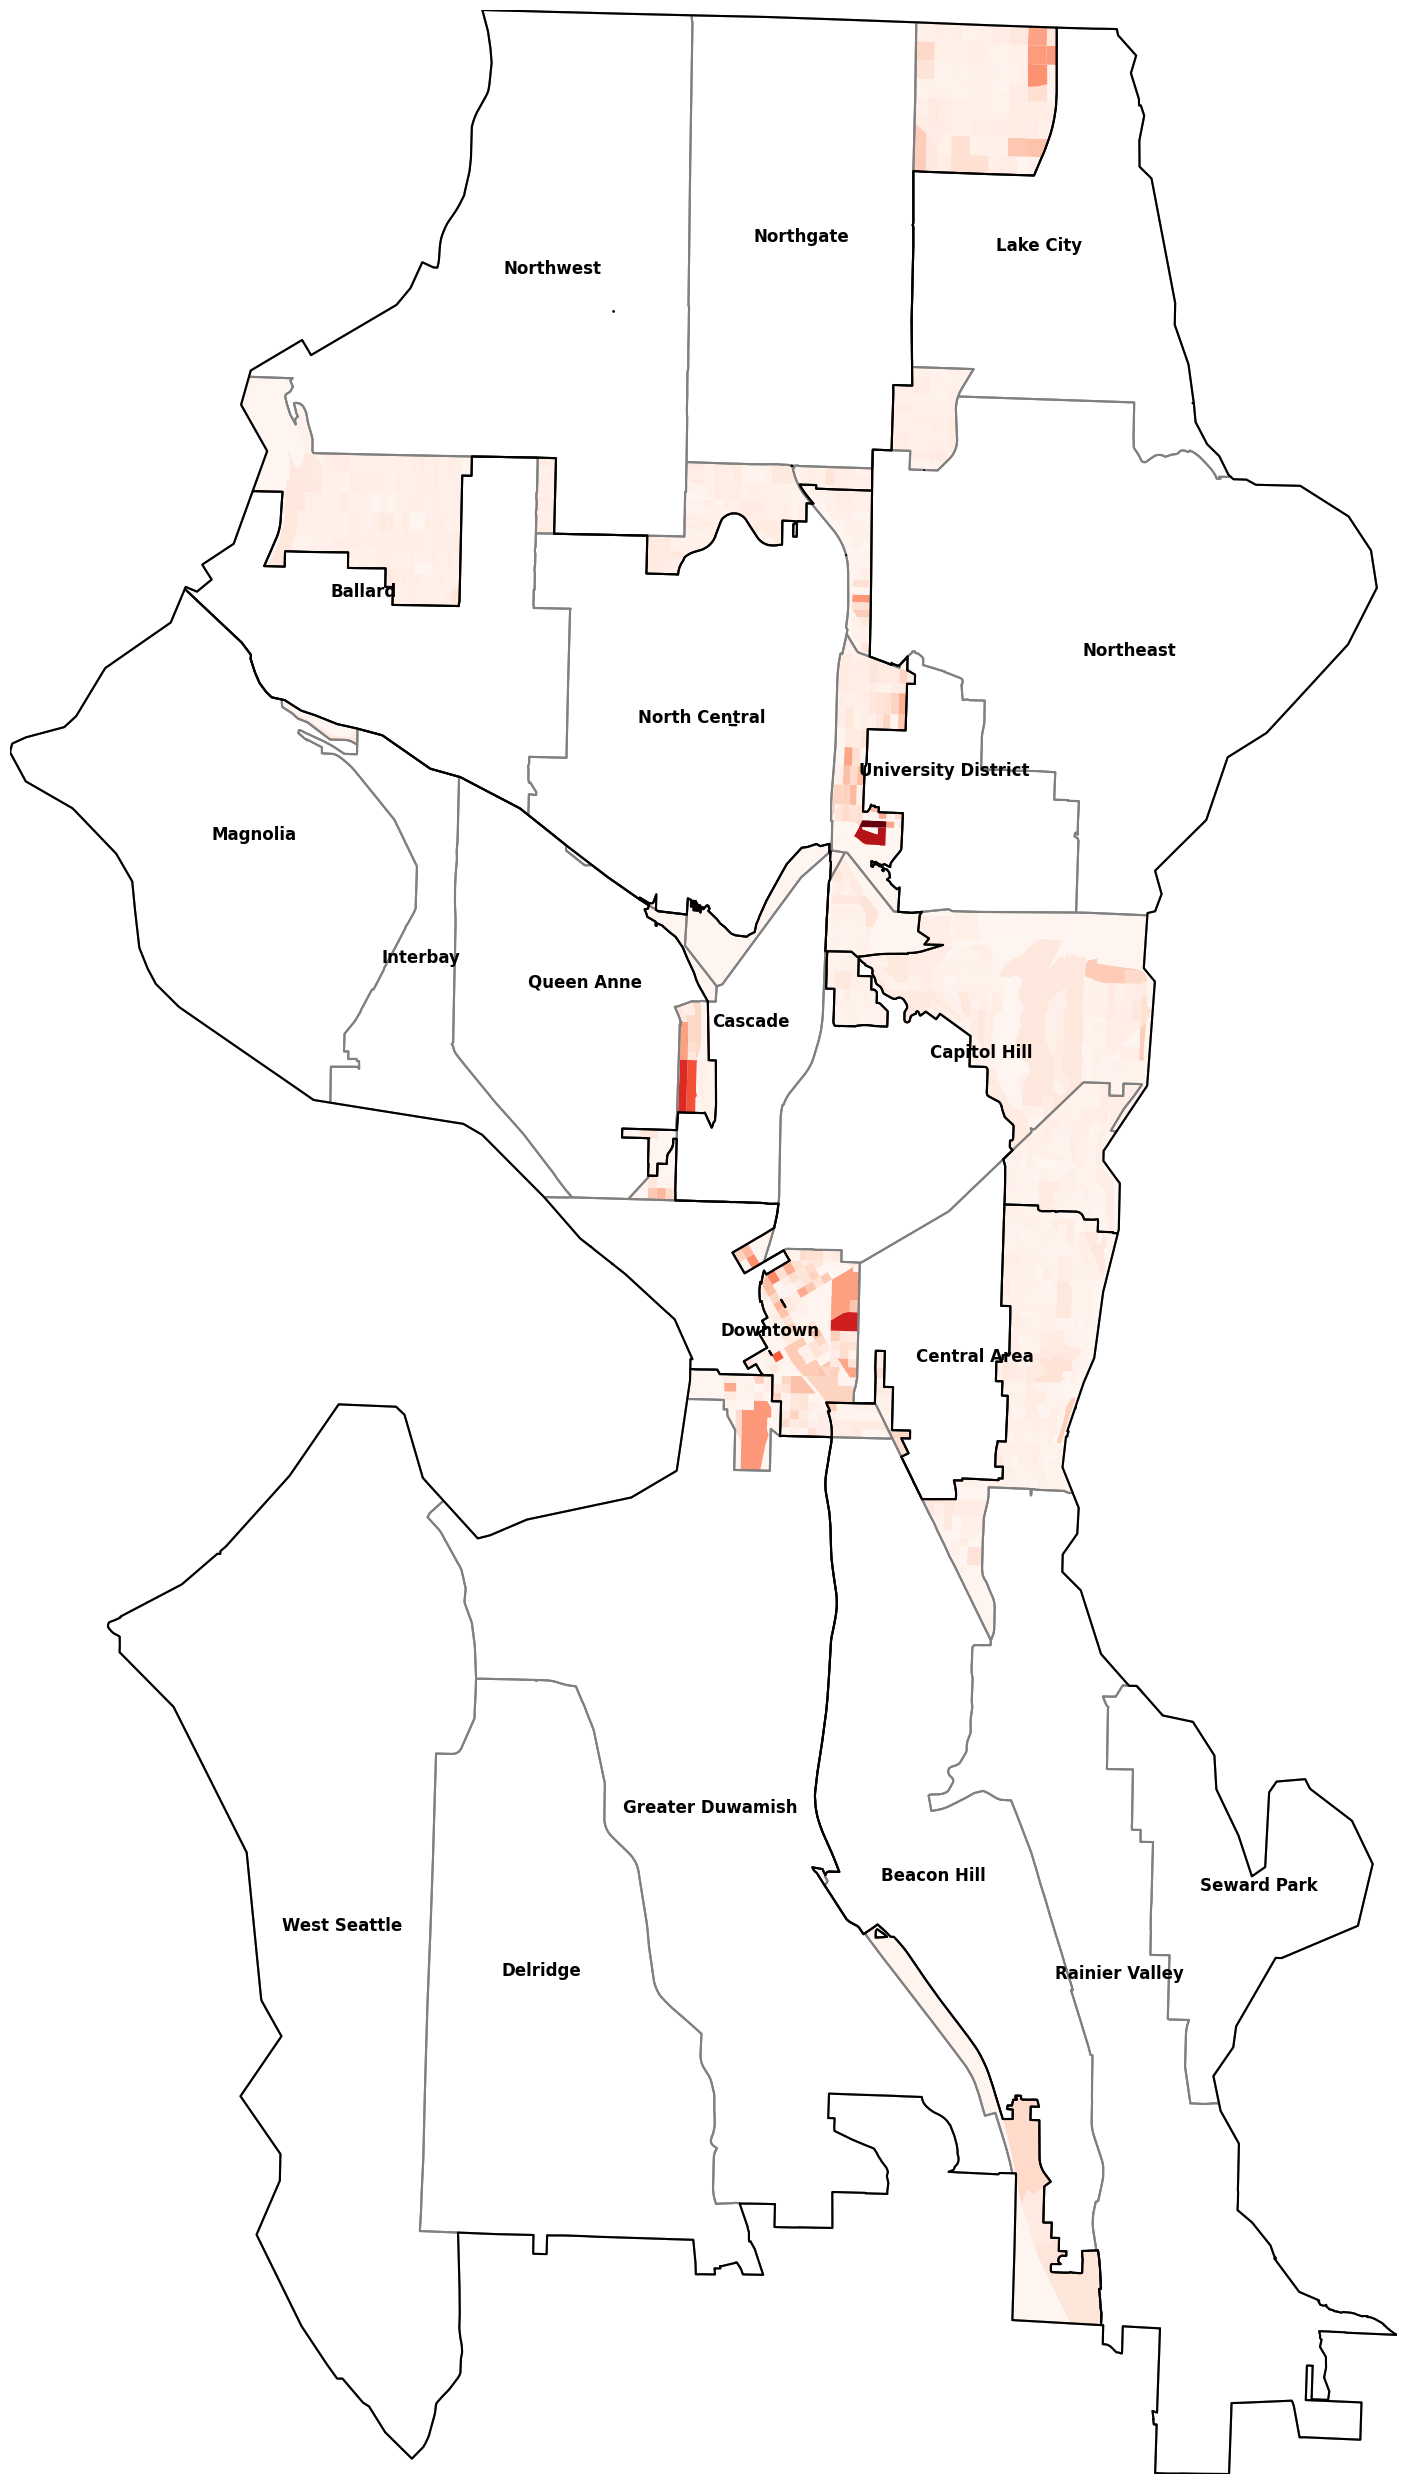 Northgate
Lake City
Northwest
Ballard
Northeast
North Central
University District
Magnolia
Interbay
Queen Anne
Cascade
Capitol Hill
Downtown
Central Area
Greater Duwamish
Beacon Hill
Seward Park
West Seattle
Delridge
Rainier Valley